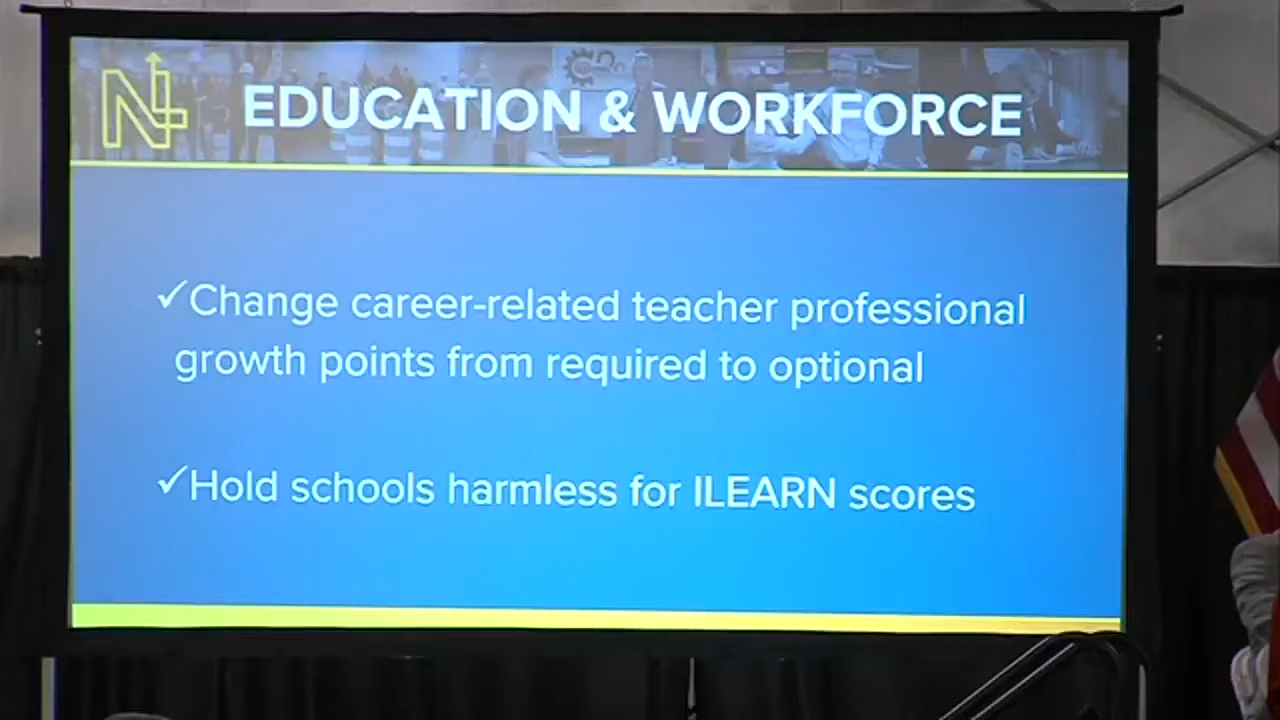 EDUCATION & WORKFORCE
✓Change career-related teacher professional
growth points from required to optional
✓Hold schools harmless for ILEARN scores